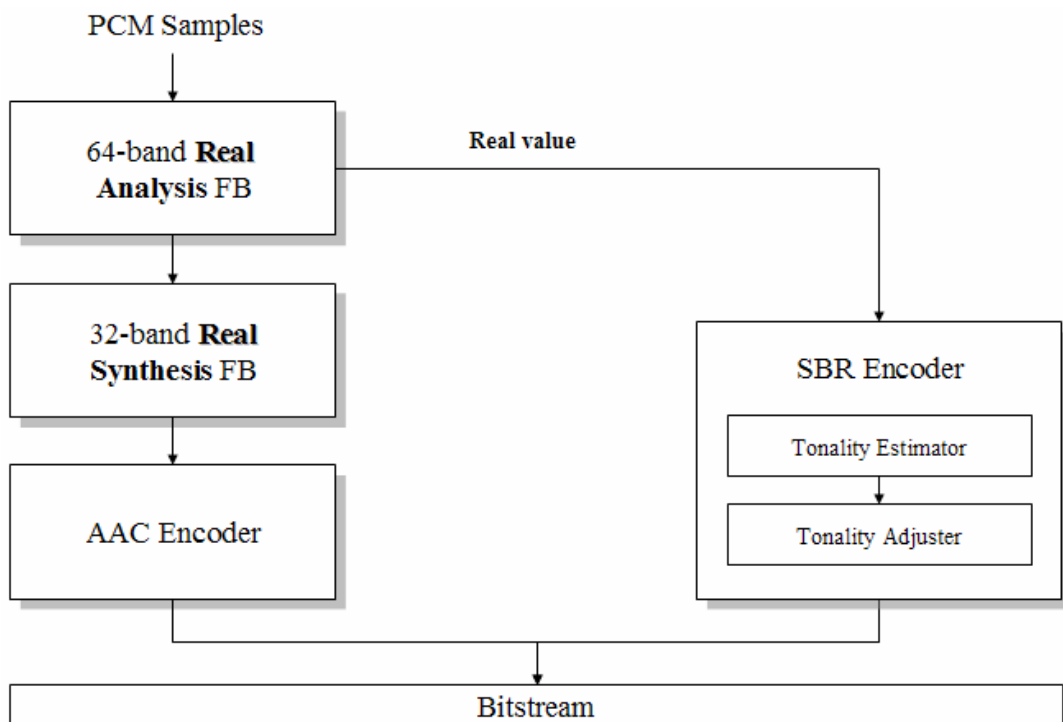 PCM Samples
64-band Real
Analysis FB
Real value
32-band Real
Synthesis FB
SBR Encoder
Tonality Estimator
AAC Encoder
Tonality Adjuster
Bitstream